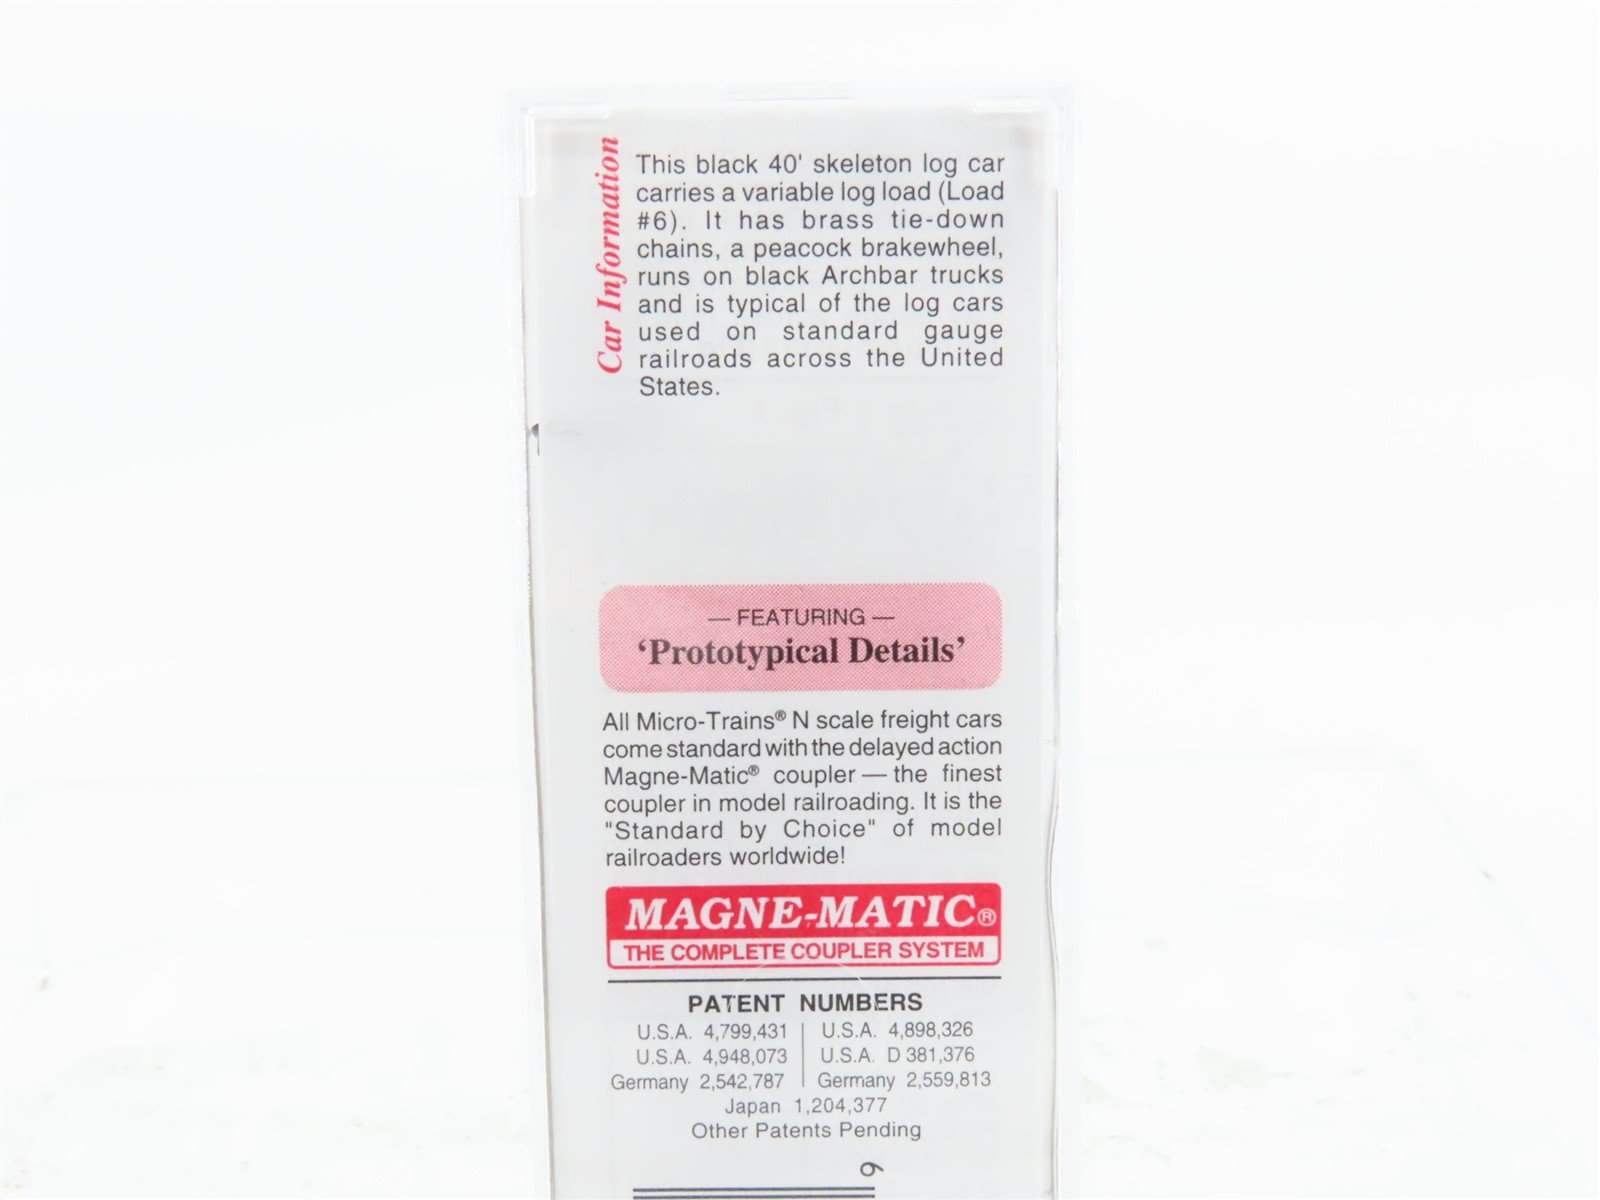 Car Information
This black 40' skeleton log car
carries a variable log load (Load
#6). It has brass tie-down
chains, a peacock brakewheel,
runs on black Archbar trucks
and is typical of the log cars
used on standard gauge
railroads across the United
States.
— FEATURING —
‘Prototypical Details’
All Micro-Trains® N scale freight cars
come standard with the delayed action
Magne-Matic® coupler — the finest
coupler in model railroading. It is the
"Standard by Choice" of model
railroaders worldwide!
MAGNE-MATIC®
THE COMPLETE COUPLER SYSTEM
PATENT NUMBERS
U.S.A. 4,799,431 | U.S.A. 4,898,326
U.S.A. 4,948,073 | U.S.A. D 381,376
Germany 2,542,787 | Germany 2,559,813
Japan 1,204,377
Other Patents Pending
6